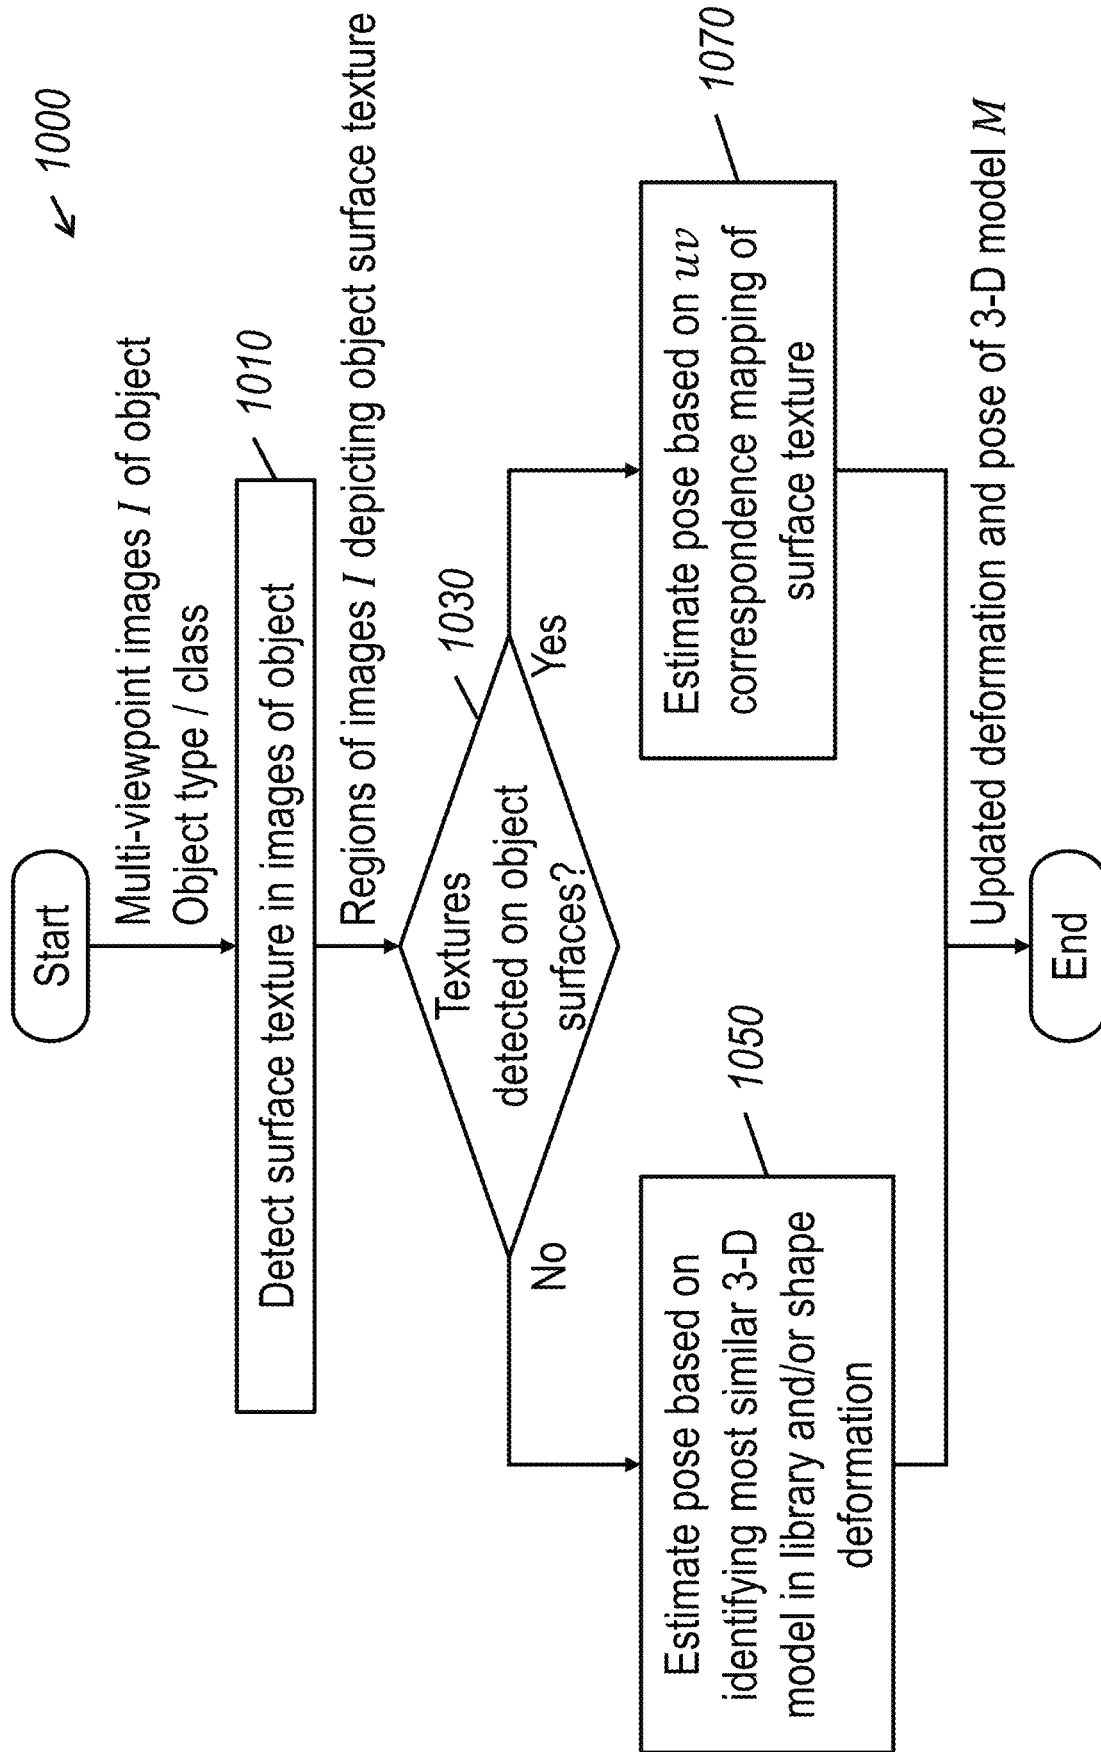 1000
Start
Multi-viewpoint images I of object
Object type / class
1010
Detect surface texture in images of object
Regions of images I depicting object surface texture
1030
Textures
detected on object
surfaces?
No
Yes
1050
Estimate pose based on
identifying most similar 3-D
model in library and/or shape
deformation
1070
Estimate pose based on uv
correspondence mapping of
surface texture
Updated deformation and pose of 3-D model M
End